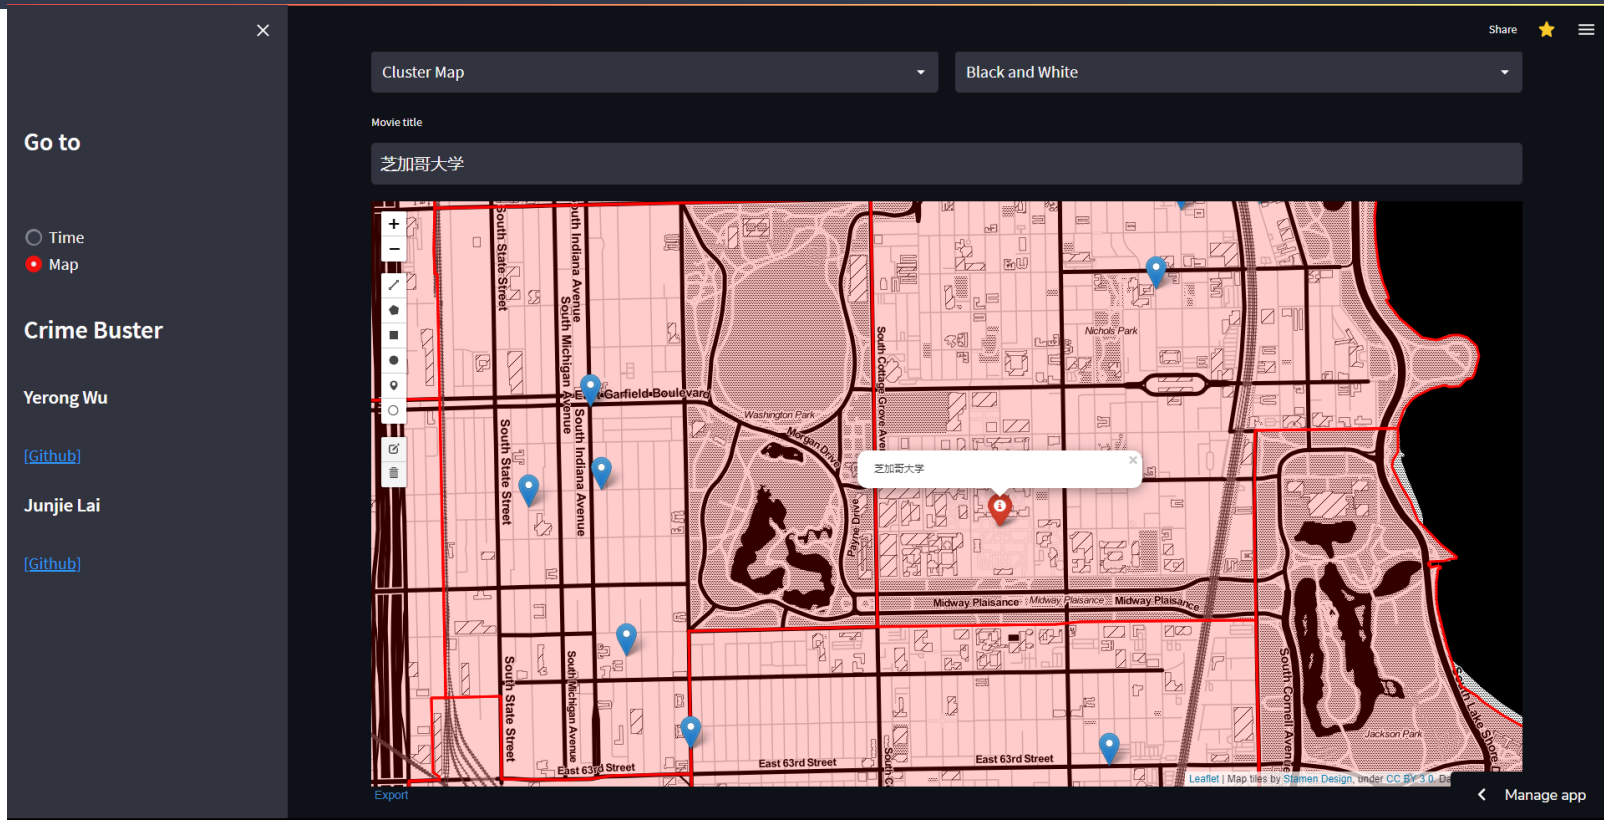 Share
Go to
Time
Map
Crime Buster
Yerong Wu
[Github]
Junjie Lai
[Github]
Cluster Map
Black and White
Movie title
芝加哥大学
+
−
South State Street
South Indiana Avenue
South Michigan Avenue
East Garfield Boulevard
South State Street
South Indiana Avenue
Washington Park
Morgan Drive
South Cottage Grove Ave
Nichols Park
芝加哥大学
×
Payne Drive
Midway Plaisance
Midway Plaisance
Midway Plaisance
South State Street
South Michigan Avenue
East 63rd Street
East 63rd Street
East 63rd Street
South C
South Cornell Avenue
Jackson Park
South Lake Shore D
Leaflet | Map tiles by Stamen Design, under CC BY 3.0. Da
Export
Manage app